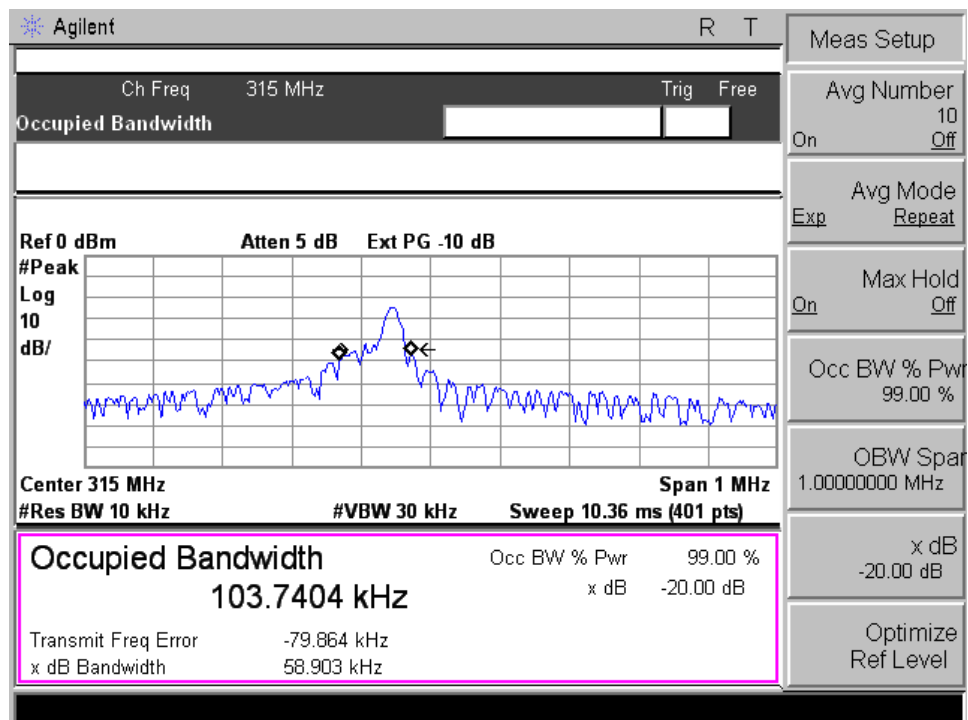 Agilent R T
Ch Freq 315 MHz Trig Free
Occupied Bandwidth
Ref 0 dBm Atten 5 dB Ext PG -10 dB
#Peak
Log
10
dB/
Center 315 MHz Span 1 MHz
#Res BW 10 kHz #VBW 30 kHz Sweep 10.36 ms (401 pts)
Occupied Bandwidth Occ BW % Pwr 99.00 %
103.7404 kHz x dB -20.00 dB
Transmit Freq Error -79.864 kHz
x dB Bandwidth 58.903 kHz
Meas Setup
Avg Number
10
On Off
Avg Mode
Exp Repeat
Max Hold
On Off
Occ BW % Pwr
99.00 %
OBW Span
1.00000000 MHz
x dB
-20.00 dB
Optimize
Ref Level